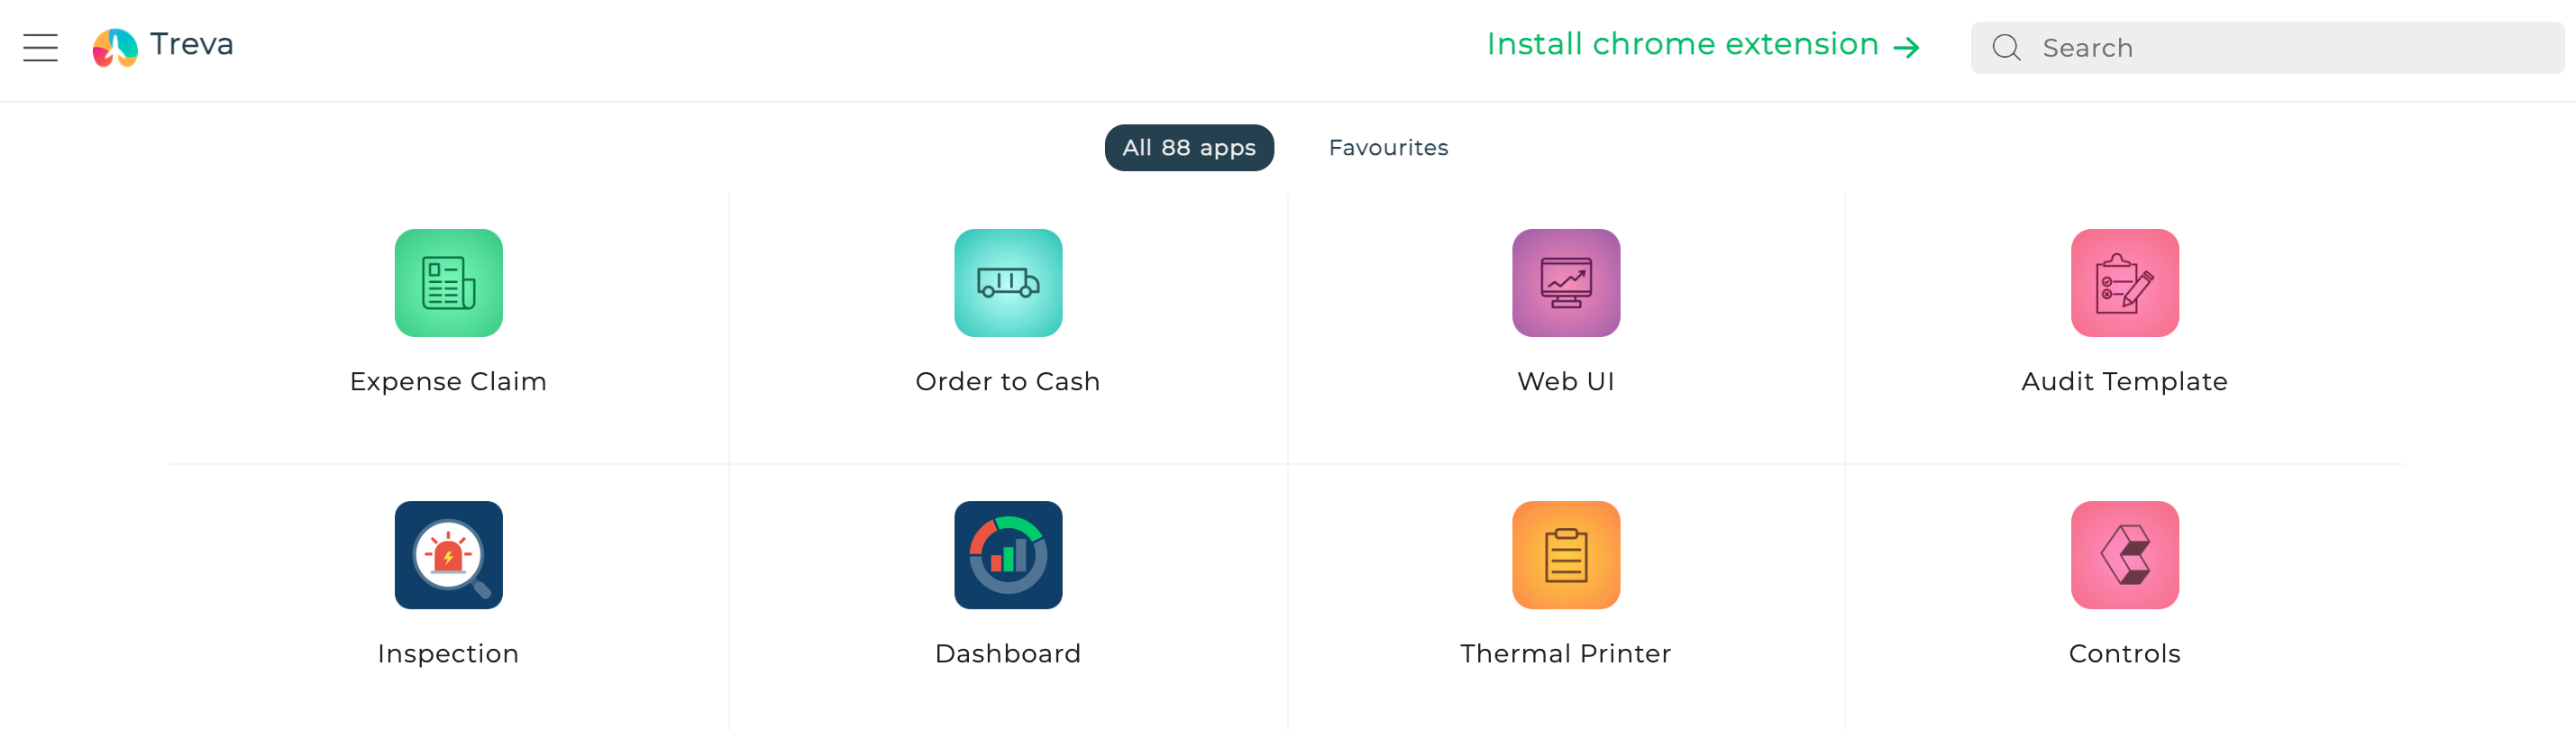 Treva
Install chrome extension →
Search
All 88 apps
Favourites
Expense Claim
Order to Cash
Web UI
Audit Template
Inspection
Dashboard
Thermal Printer
Controls